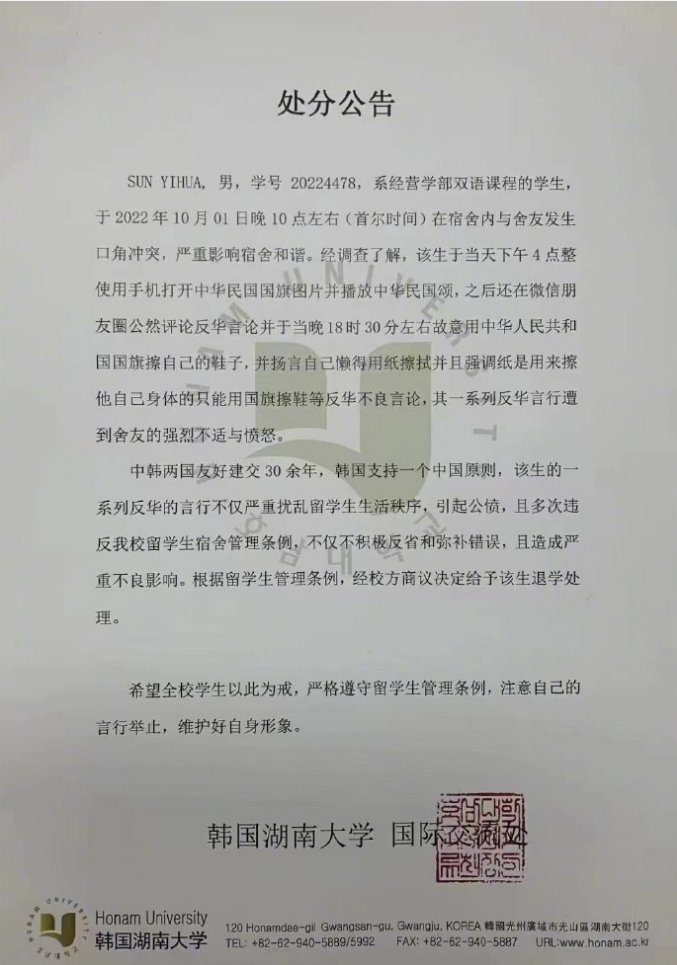 处分公告
SUN YIHUA, 男，学号 20224478，系经营学部双语课程的学生，
于 2022 年 10 月 01 日晚 10 点左右（首尔时间）在宿舍内与舍友发生
口角冲突，严重影响宿舍和谐。经调查了解，该生于当天下午 4 点整
使用手机打开中华民国国旗图片并播放中华民国颂，之后还在微信朋
友圈公然评论反华言论并于当晚 18 时 30 分左右故意用中华人民共和
国国旗擦自己的鞋子，并扬言自己懒得用纸擦拭并且强调纸是用来擦
他自己身体的只能用国旗擦鞋等反华不良言论，其一系列反华言行遭
到舍友的强烈不适与愤怒。
中韩两国友好建交 30 余年，韩国支持一个中国原则，该生的一
系列反华的言行不仅严重扰乱留学生生活秩序，引起公愤，且多次违
反我校留学生宿舍管理条例，不仅不积极反省和弥补错误，且造成严
重不良影响。根据留学生管理条例，经校方商议决定给予该生退学处
理。
希望全校学生以此为戒，严格遵守留学生管理条例，注意自己的
言行举止，维护好自身形象。
HONAM UNIVERSITY
호남대학교
韩国湖南大学 国际交流处
HONAM UNIVERSITY
호남대학교
Honam University
韩国湖南大学
120 Honamdae-gil Gwangsan-gu, Gwangju, KOREA 韓國光州廣域市光山區湖南大街120
TEL: +82-62-940-5889/5992 FAX: +82-62-940-5887 URL:www.honam.ac.kr